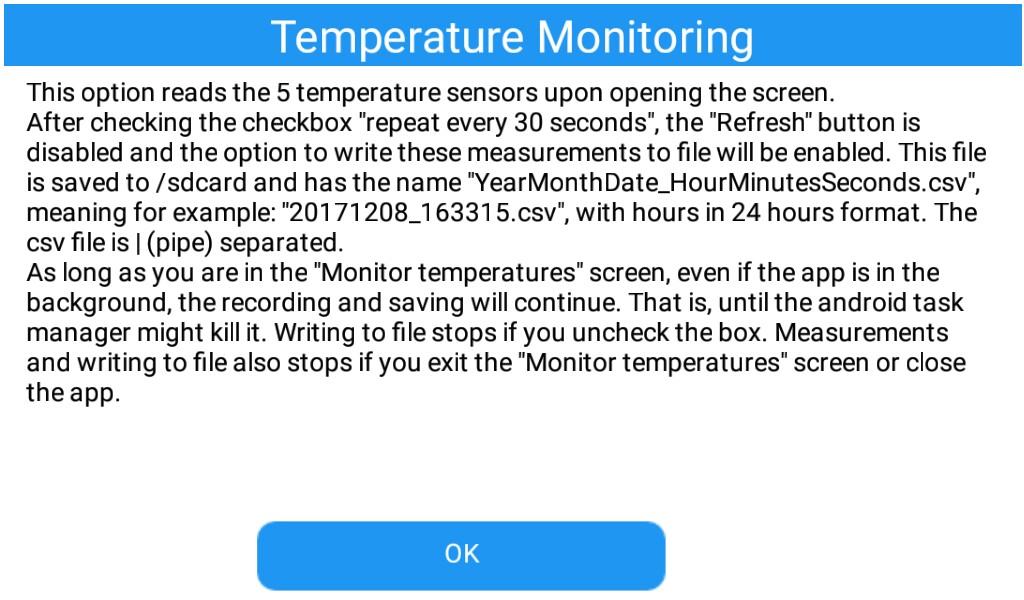 Temperature Monitoring
This option reads the 5 temperature sensors upon opening the screen.
After checking the checkbox "repeat every 30 seconds", the "Refresh" button is
disabled and the option to write these measurements to file will be enabled. This file
is saved to /sdcard and has the name "YearMonthDate_HourMinutesSeconds.csv",
meaning for example: "20171208_163315.csv", with hours in 24 hours format. The
csv file is | (pipe) separated.
As long as you are in the "Monitor temperatures" screen, even if the app is in the
background, the recording and saving will continue. That is, until the android task
manager might kill it. Writing to file stops if you uncheck the box. Measurements
and writing to file also stops if you exit the "Monitor temperatures" screen or close
the app.
OK